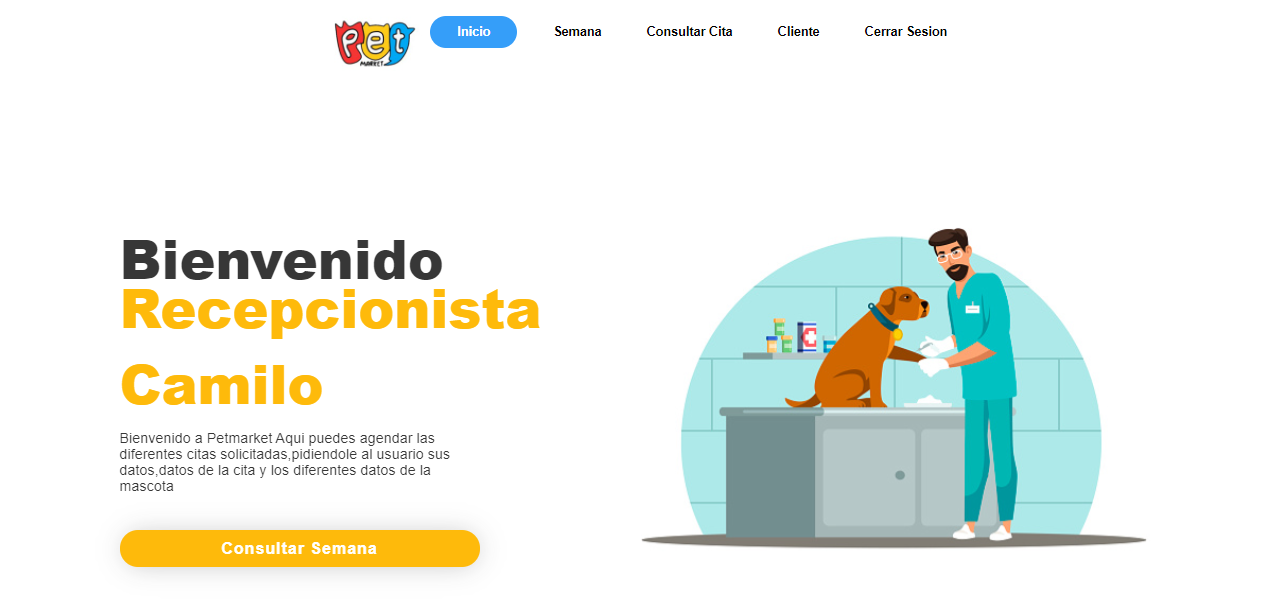 Pet
MARKET
Inicio
Semana
Consultar Cita
Cliente
Cerrar Sesion
Bienvenido
Recepcionista
Camilo
Bienvenido a Petmarket Aqui puedes agendar las
diferentes citas solicitadas,pidiendole al usuario sus
datos,datos de la cita y los diferentes datos de la
mascota
Consultar Semana